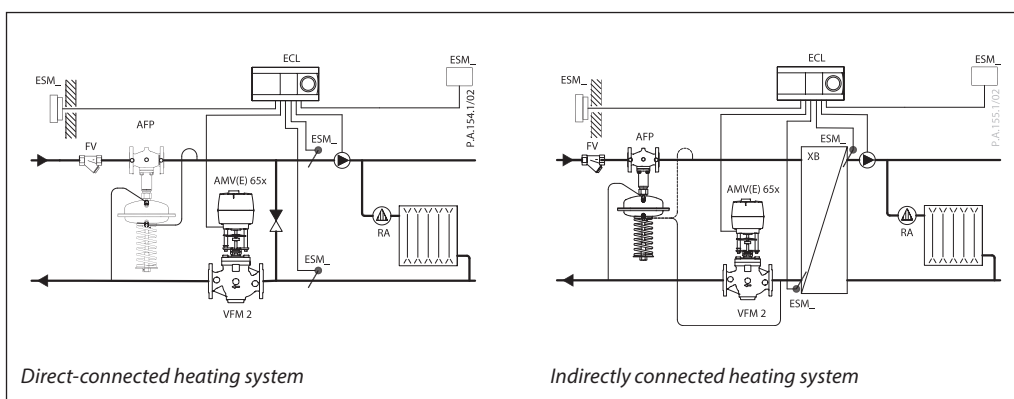 ECL
ESM_
ESM_
AFP
P.A.154.1/02
FV
ESM_
AMV(E) 65x
RA
ESM_
VFM 2
Direct-connected heating system
ECL
ESM_
ESM_
AFP
P.A.155.1/02
FV
ESM_
XB
AMV(E) 65x
RA
ESM_
VFM 2
Indirectly connected heating system